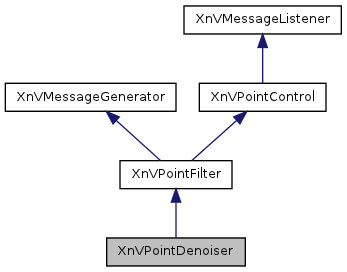 XnVMessageListener
XnVMessageGenerator
XnVPointControl
XnVPointFilter
XnVPointDenoiser